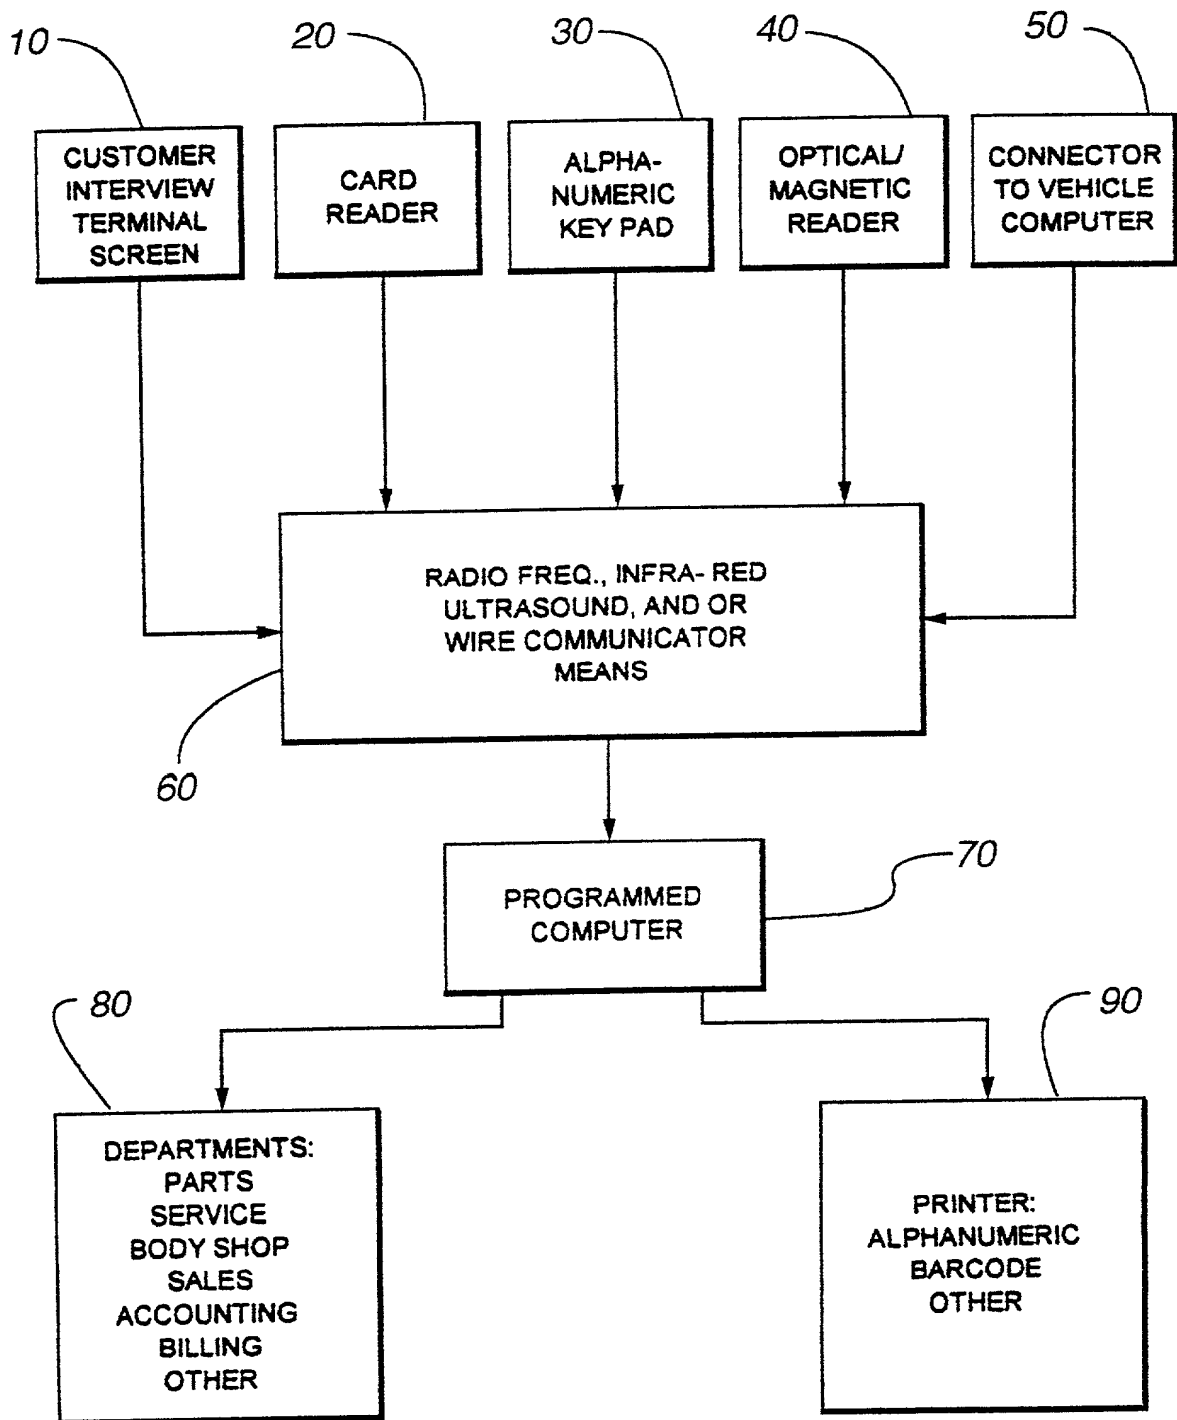 10
20
30
40
50
CUSTOMER
INTERVIEW
TERMINAL
SCREEN
CARD
READER
ALPHA-
NUMERIC
KEY PAD
OPTICAL/
MAGNETIC
READER
CONNECTOR
TO VEHICLE
COMPUTER
RADIO FREQ., INFRA- RED
ULTRASOUND, AND OR
WIRE COMMUNICATOR
MEANS
60
PROGRAMMED
COMPUTER
70
80
DEPARTMENTS:
PARTS
SERVICE
BODY SHOP
SALES
ACCOUNTING
BILLING
OTHER
90
PRINTER:
ALPHANUMERIC
BARCODE
OTHER